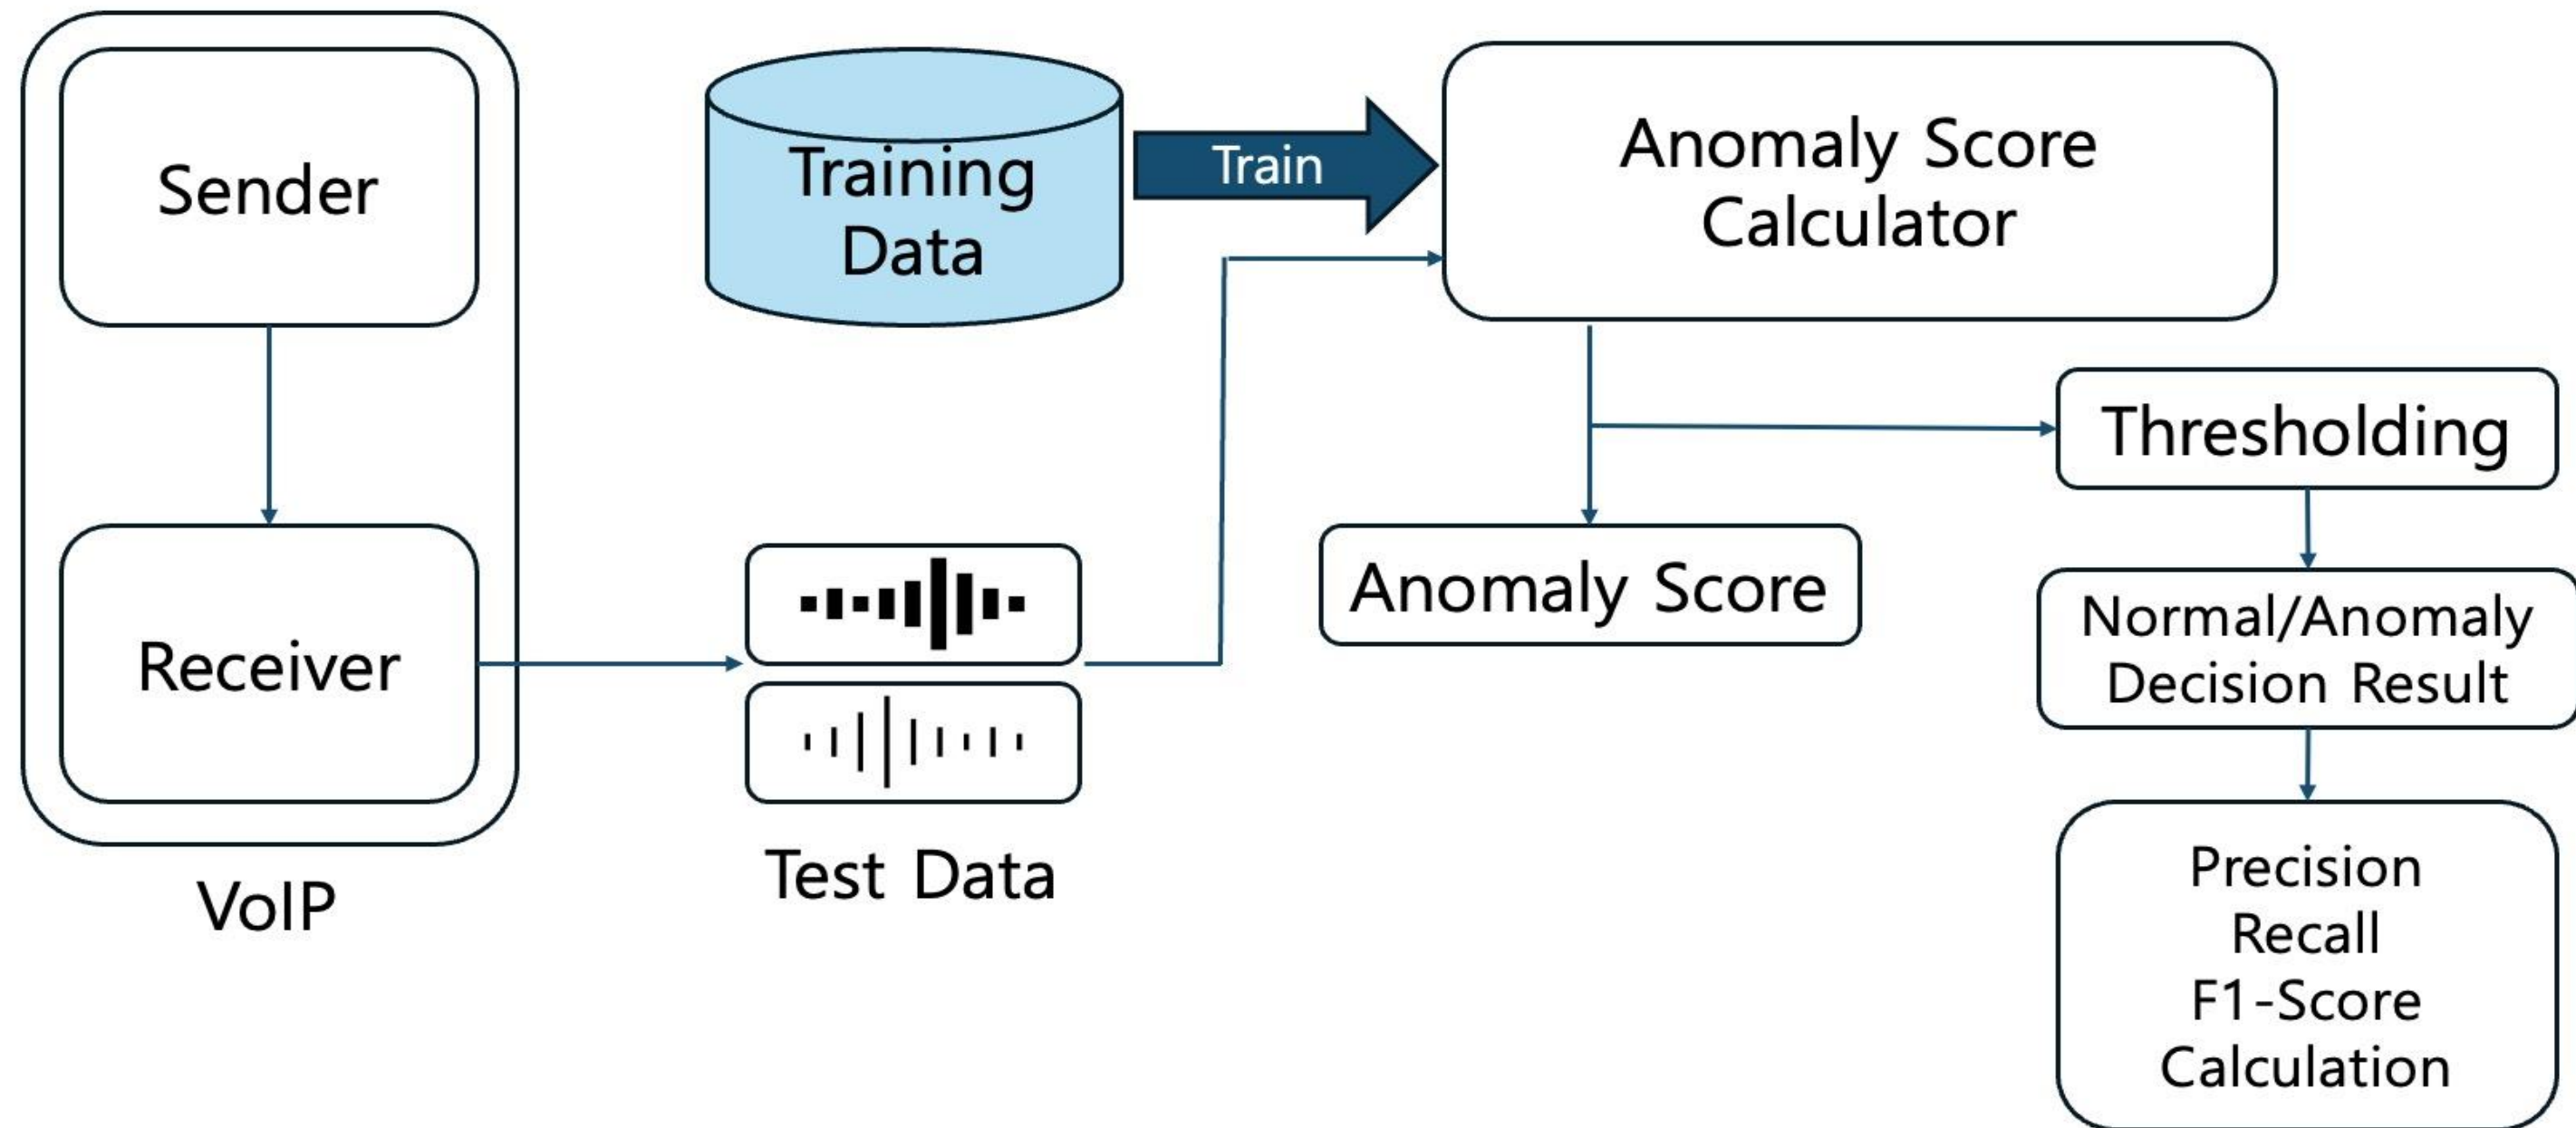 Sender
Receiver
VoIP
Training
Data
Train
Test Data
Anomaly Score
Calculator
Anomaly Score
Thresholding
Normal/Anomaly
Decision Result
Precision
Recall
F1-Score
Calculation